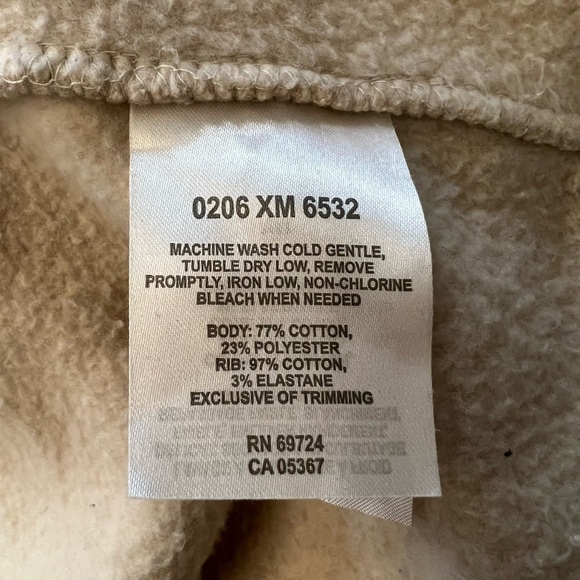 0206 XM 6532
MACHINE WASH COLD GENTLE,
TUMBLE DRY LOW, REMOVE
PROMPTLY, IRON LOW, NON-CHLORINE
BLEACH WHEN NEEDED
BODY: 77% COTTON,
23% POLYESTER
RIB: 97% COTTON,
3% ELASTANE
EXCLUSIVE OF TRIMMING
RN 69724
CA 05367